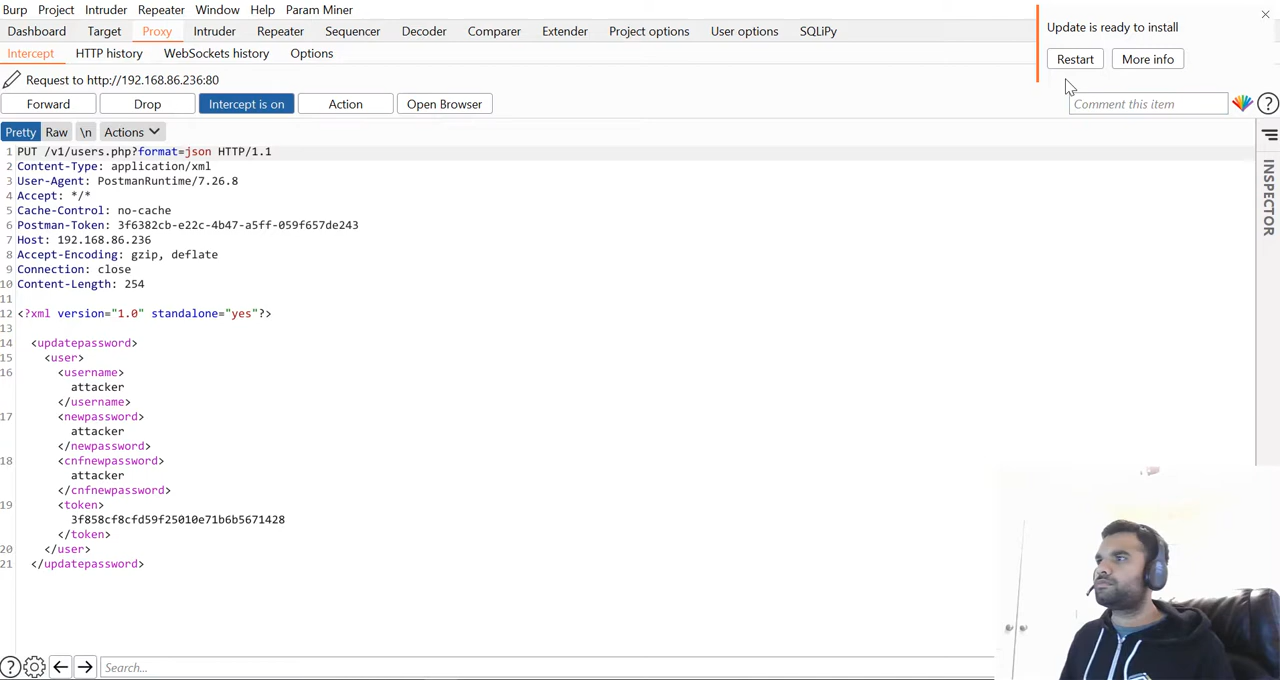 Burp Project Intruder Repeater Window Help Param Miner
Dashboard Target Proxy Intruder Repeater Sequencer Decoder Comparer Extender Project options User options SQLiPy
Update is ready to install
Restart More info
Intercept HTTP history WebSockets history Options
Request to http://192.168.86.236:80
Forward Drop Intercept is on Action Open Browser Comment this item ?
Pretty Raw \n Actions
INSPECTOR
1 PUT /v1/users.php?format=json HTTP/1.1
2 Content-Type: application/xml
3 User-Agent: PostmanRuntime/7.26.8
4 Accept: */*
5 Cache-Control: no-cache
6 Postman-Token: 3f6382cb-e22c-4b47-a5ff-059f657de243
7 Host: 192.168.86.236
8 Accept-Encoding: gzip, deflate
9 Connection: close
10 Content-Length: 254
11
12 <?xml version="1.0" standalone="yes"?>
13
14 <updatepassword>
15 <user>
16 <username>
attacker
</username>
17 <newpassword>
attacker
</newpassword>
18 <cnfnewpassword>
attacker
</cnfnewpassword>
19 <token>
3f858cf8cfd59f25010e71b6b5671428
</token>
20 </user>
21 </updatepassword>
? Search...